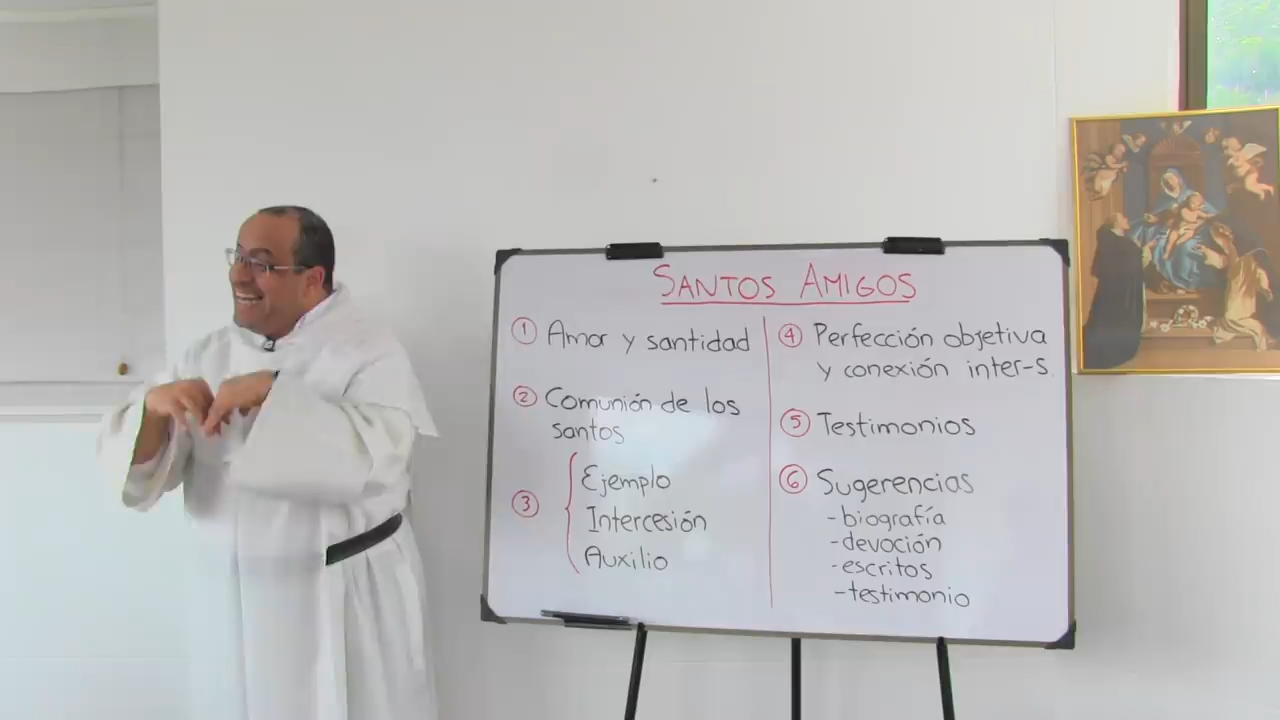 SANTOS AMIGOS
① Amor y santidad
② Comunión de los
santos
③
Ejemplo
Intercesión
Auxilio
④ Perfección objetiva
y conexión inter-s.
⑤ Testimonios
⑥ Sugerencias
-biografía
-devoción
-escritos
-testimonio